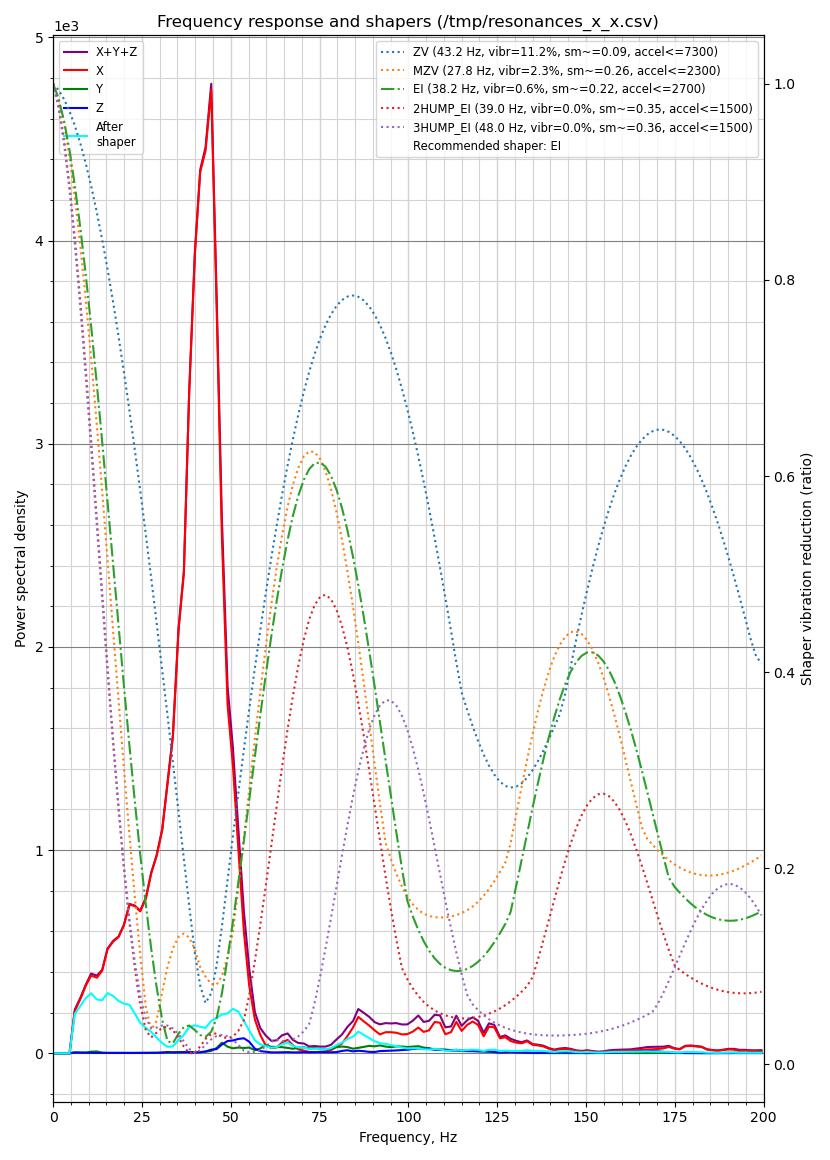 Frequency response and shapers (/tmp/resonances_x_x.csv)
1e3
X+Y+Z
X
Y
Z
After
shaper
ZV (43.2 Hz, vibr=11.2%, sm~=0.09, accel<=7300)
MZV (27.8 Hz, vibr=2.3%, sm~=0.26, accel<=2300)
EI (38.2 Hz, vibr=0.6%, sm~=0.22, accel<=2700)
2HUMP_EI (39.0 Hz, vibr=0.0%, sm~=0.35, accel<=1500)
3HUMP_EI (48.0 Hz, vibr=0.0%, sm~=0.36, accel<=1500)
Recommended shaper: EI
5
4
3
2
1
0
Power spectral density
1.0
0.8
0.6
0.4
0.2
0.0
Shaper vibration reduction (ratio)
0 25 50 75 100 125 150 175 200
Frequency, Hz